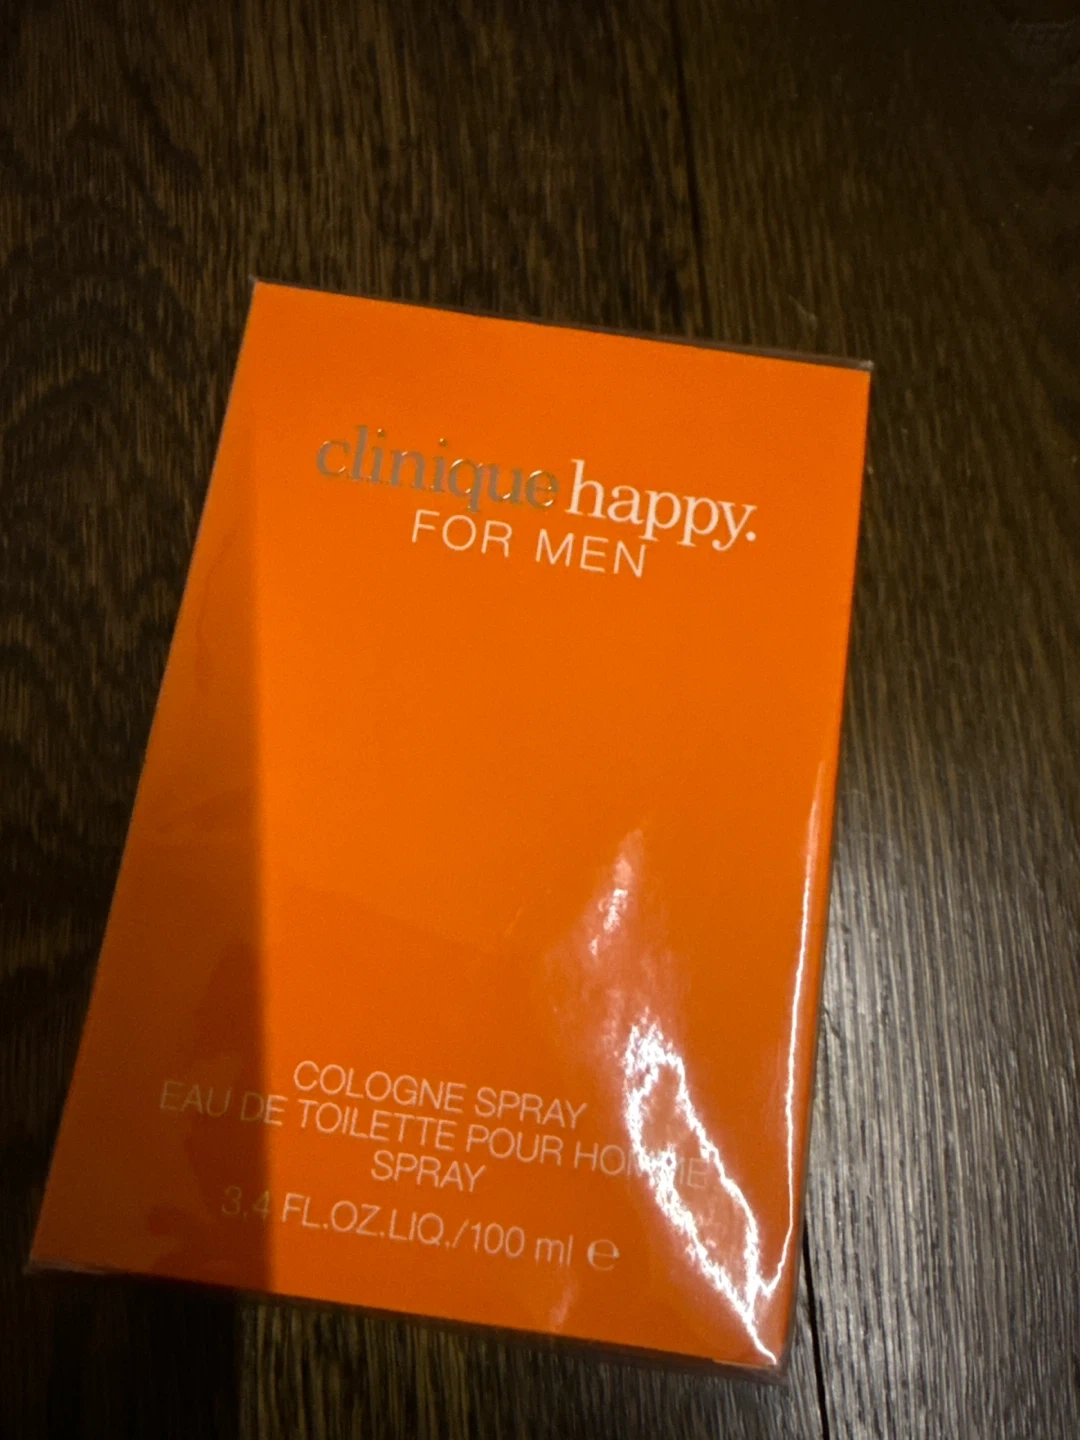 clinique happy.
FOR MEN
COLOGNE SPRAY
EAU DE TOILETTE POUR HOMME
SPRAY
3.4 FL.OZ.LIQ./100 ml ℮